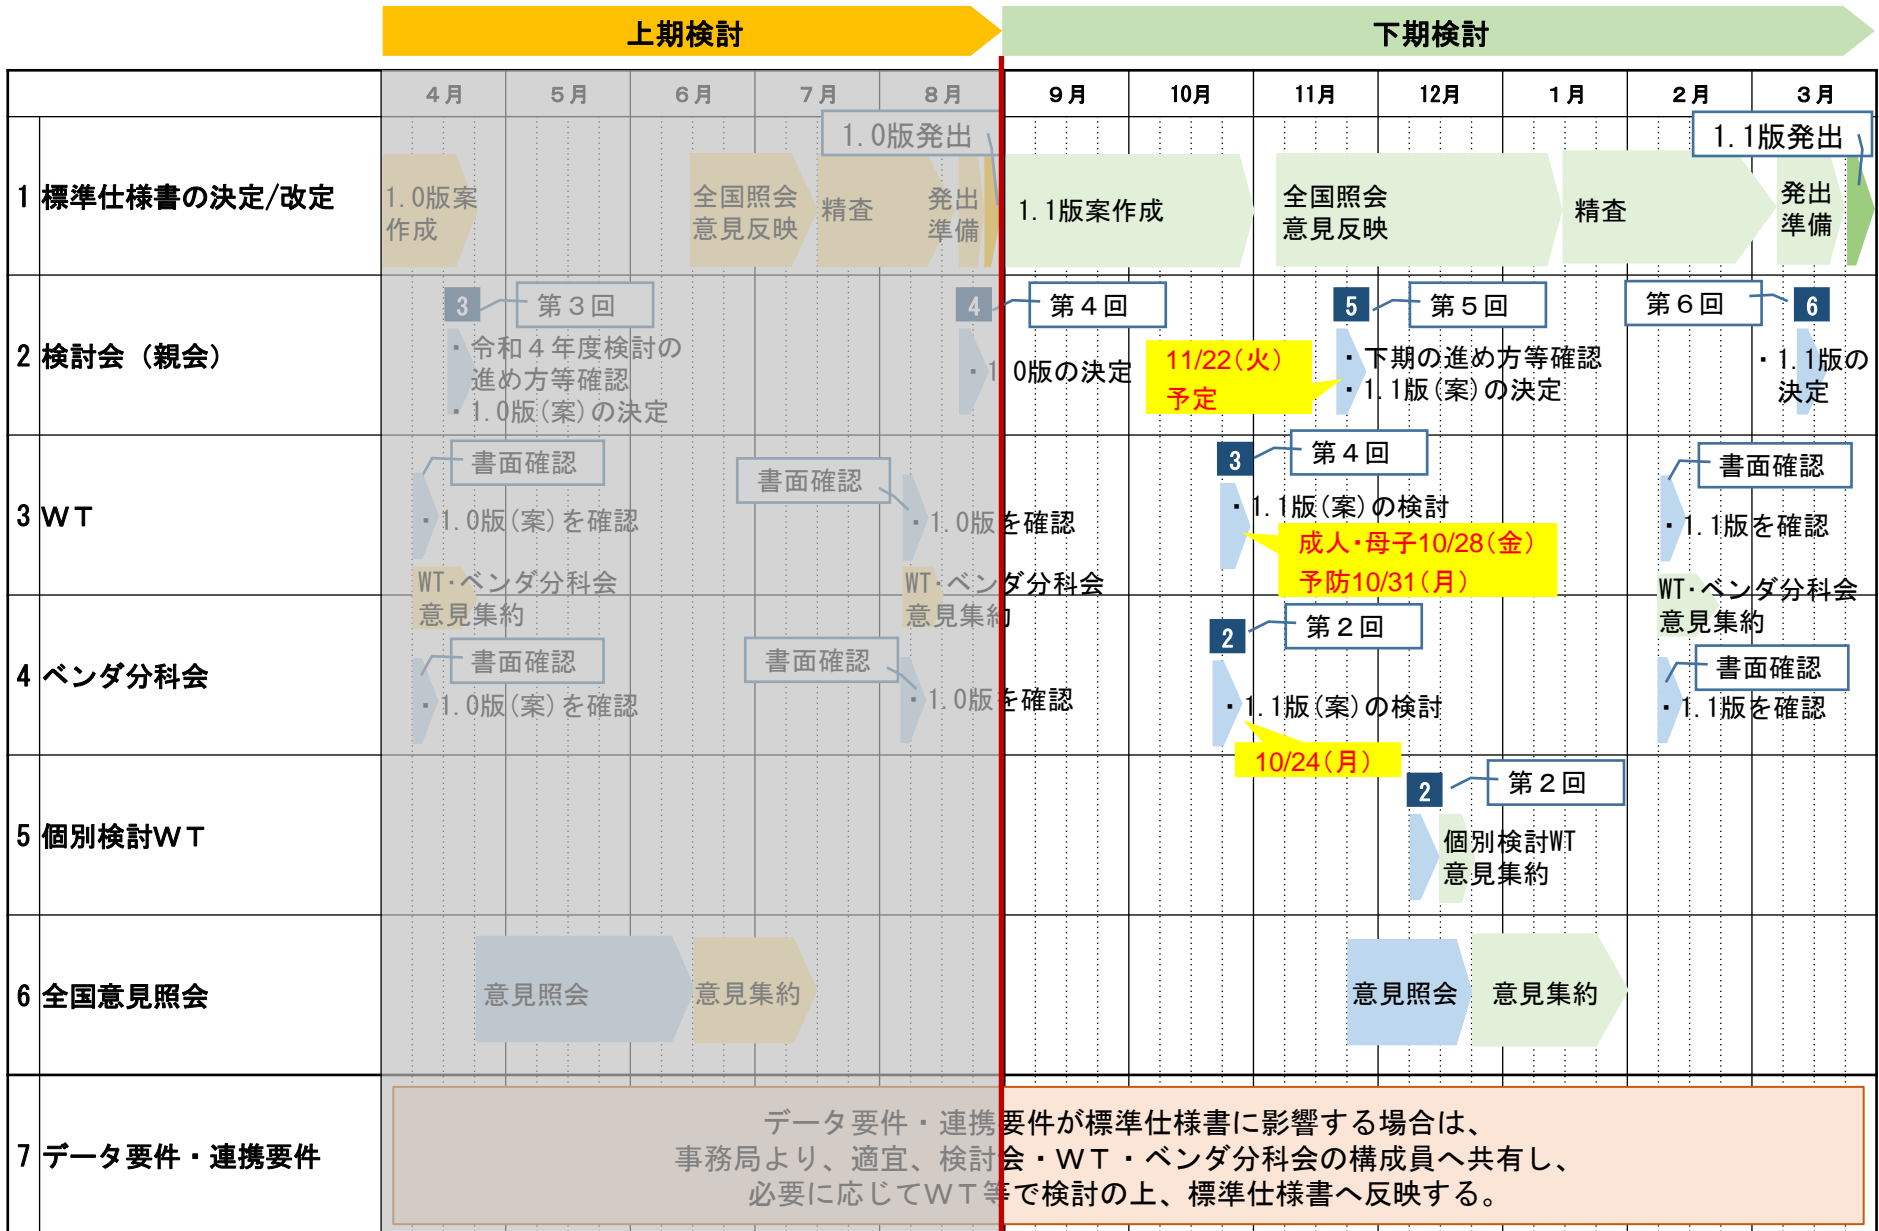 上期検討
下期検討
４月
５月
６月
７月
８月
９月
10月
11月
12月
１月
２月
３月
1 標準仕様書の決定/改定
1.0版案
作成
全国照会
意見反映
精査
発出
準備
1.0版発出
1.1版案作成
全国照会
意見反映
精査
発出
準備
1.1版発出
2 検討会（親会）
3
第３回
・令和４年度検討の
進め方等確認
・1.0版(案)の決定
4
第４回
・1.0版の決定
11/22(火)
予定
5
第５回
・下期の進め方等確認
・1.1版(案)の決定
第６回
6
・1.1版の
決定
3 ＷＴ
書面確認
・1.0版(案)を確認
書面確認
・1.0版を確認
3
第４回
・1.1版(案)の検討
成人・母子10/28(金)
予防10/31(月)
書面確認
・1.1版を確認
WT・ベンダ分科会
意見集約
WT・ベンダ分科会
意見集約
WT・ベンダ分科会
意見集約
4 ベンダ分科会
書面確認
・1.0版(案)を確認
書面確認
・1.0版を確認
2
第２回
・1.1版(案)の検討
10/24(月)
書面確認
・1.1版を確認
5 個別検討ＷＴ
2
第２回
個別検討WT
意見集約
6 全国意見照会
意見照会
意見集約
意見照会
意見集約
7 データ要件・連携要件
データ要件・連携要件が標準仕様書に影響する場合は、
事務局より、適宜、検討会・ＷＴ・ベンダ分科会の構成員へ共有し、
必要に応じてＷＴ等で検討の上、標準仕様書へ反映する。